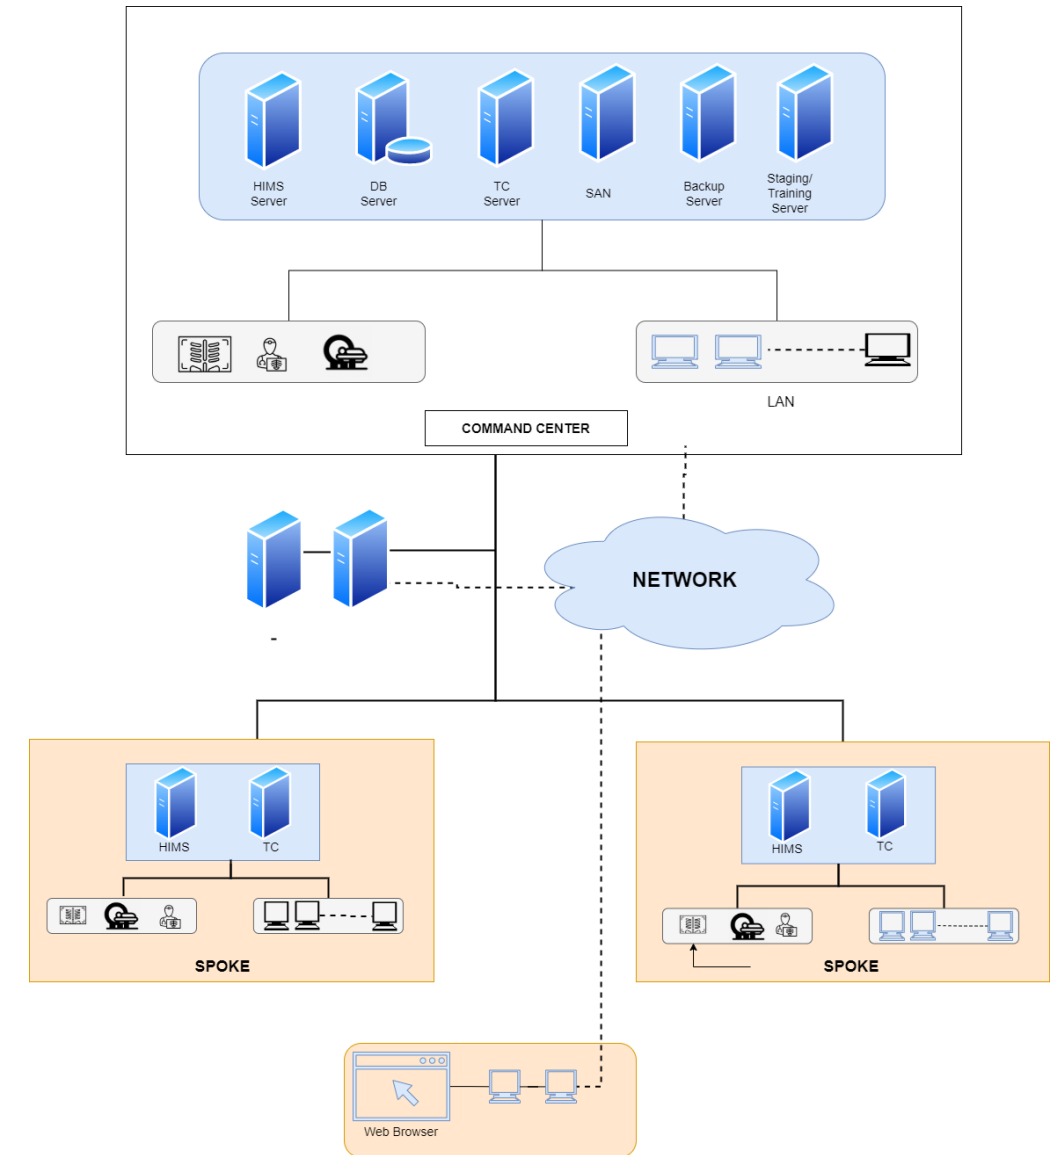 HIMS
Server
DB
Server
TC
Server
SAN
Backup
Server
Staging/
Training
Server
LAN
COMMAND CENTER
NETWORK
-
HIMS
TC
SPOKE
HIMS
TC
SPOKE
Web Browser